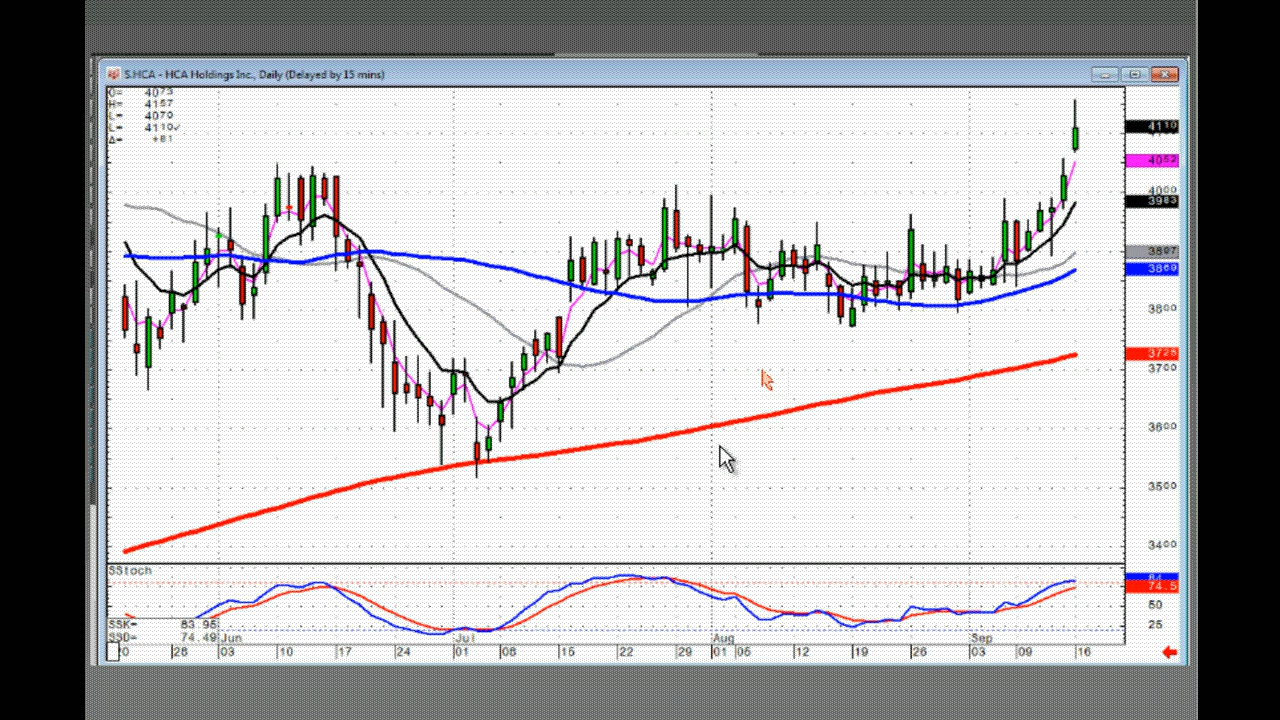 S.HCA - HCA Holdings Inc., Daily (Delayed by 15 mins)
O= 4073
H= 4157
L= 4070
L= 4110✓
Δ= +81
4110
4052
4000
3983
3897
3869
3800
3725
3700
3600
3500
3400
SStoch
74.5
50
25
SSK= 83.95
SSD= 74.49
Jun Jul Aug Sep
28 03 10 17 24 01 08 15 22 29 01 06 12 19 26 03 09 16